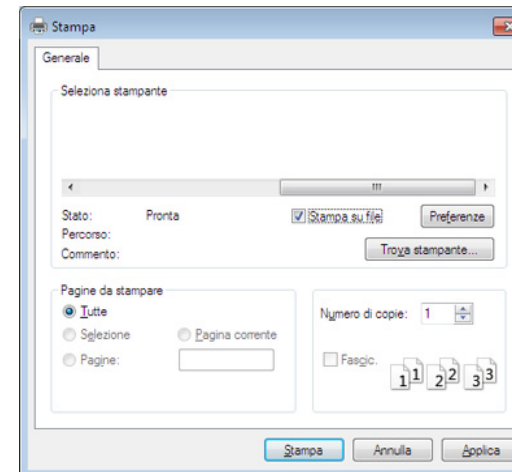 Stampa
Generale
Seleziona stampante
Stato: Pronta
Stampa su file
Preferenze
Percorso:
Commento:
Trova stampante...
Pagine da stampare
Tutte
Selezione
Pagina corrente
Pagine:
Numero di copie: 1
Fascic.
1 1 2 2 3 3
Stampa
Annulla
Applica